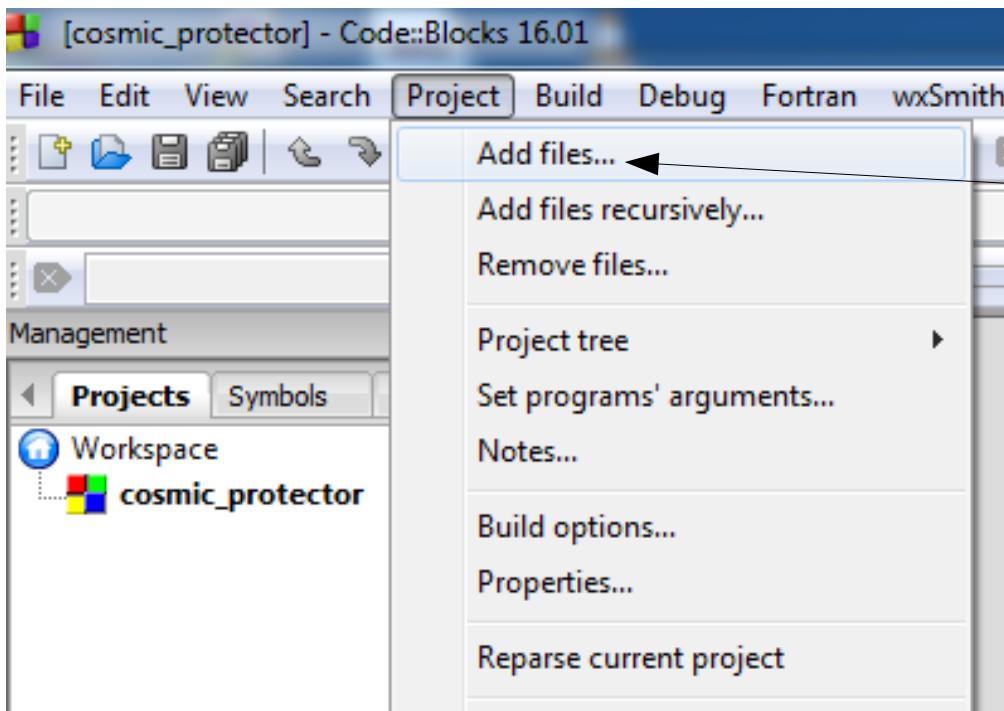 [cosmic_protector] - Code::Blocks 16.01
File Edit View Search Project Build Debug Fortran wxSmith
Add files...
Add files recursively...
Remove files...
Management
Project tree
Projects Symbols
Set programs' arguments...
Workspace
Notes...
cosmic_protector
Build options...
Properties...
Reparse current project